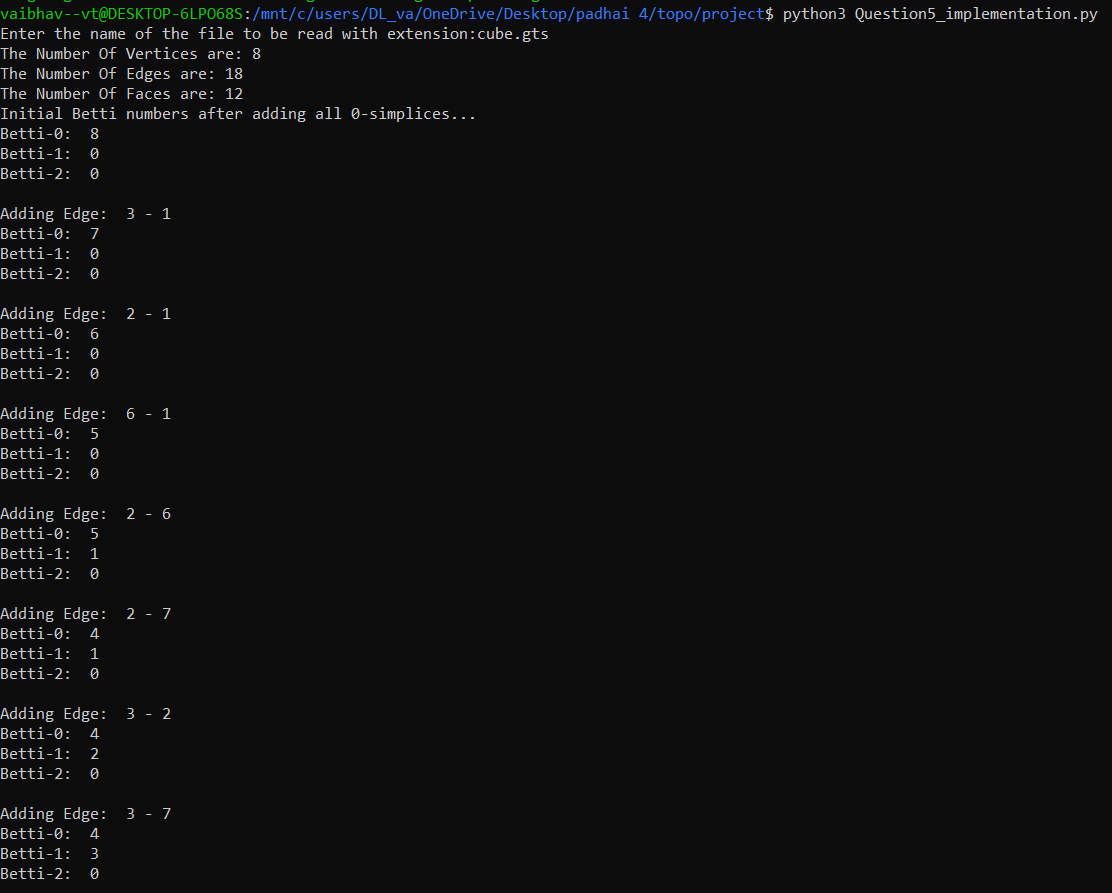 vaibhav--vt@DESKTOP-6LPO68S:/mnt/c/users/DL_va/OneDrive/Desktop/padhai 4/topo/project$ python3 Question5_implementation.py
Enter the name of the file to be read with extension:cube.gts
The Number Of Vertices are: 8
The Number Of Edges are: 18
The Number Of Faces are: 12
Initial Betti numbers after adding all 0-simplices...
Betti-0:  8
Betti-1:  0
Betti-2:  0

Adding Edge:  3 - 1
Betti-0:  7
Betti-1:  0
Betti-2:  0

Adding Edge:  2 - 1
Betti-0:  6
Betti-1:  0
Betti-2:  0

Adding Edge:  6 - 1
Betti-0:  5
Betti-1:  0
Betti-2:  0

Adding Edge:  2 - 6
Betti-0:  5
Betti-1:  1
Betti-2:  0

Adding Edge:  2 - 7
Betti-0:  4
Betti-1:  1
Betti-2:  0

Adding Edge:  3 - 2
Betti-0:  4
Betti-1:  2
Betti-2:  0

Adding Edge:  3 - 7
Betti-0:  4
Betti-1:  3
Betti-2:  0